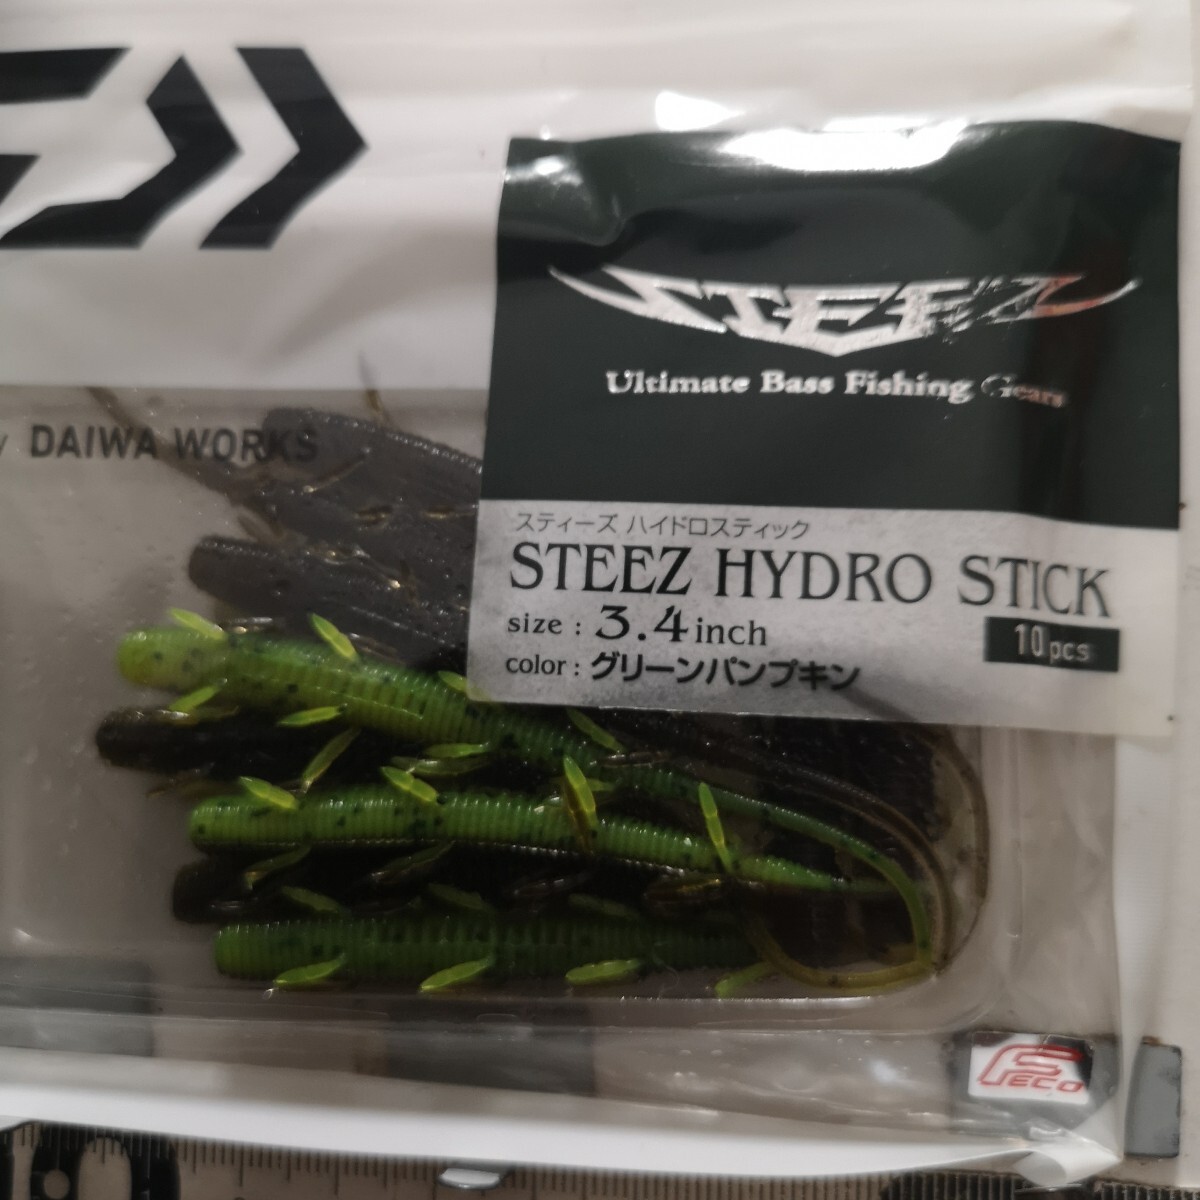 STEEZ
Ultimate Bass Fishing Gears
DAIWA WORKS
スティーズ ハイドロスティック
STEEZ HYDRO STICK
size : 3.4inch
10pcs
color : グリーンパンプキン
FS
ECO